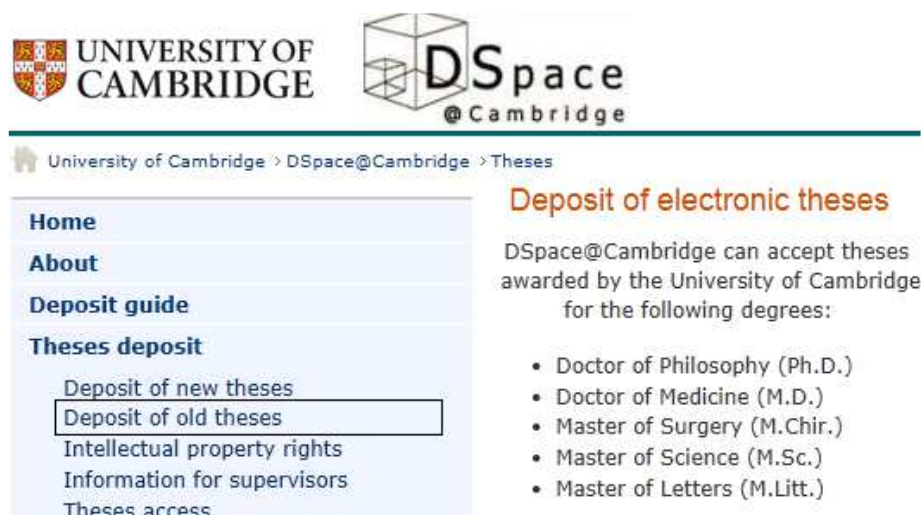 UNIVERSITY OF
CAMBRIDGE
DSpace
@Cambridge
University of Cambridge > DSpace@Cambridge > Theses
Home
About
Deposit guide
Theses deposit
Deposit of new theses
Deposit of old theses
Intellectual property rights
Information for supervisors
Theses access
Deposit of electronic theses
DSpace@Cambridge can accept theses
awarded by the University of Cambridge
for the following degrees:
• Doctor of Philosophy (Ph.D.)
• Doctor of Medicine (M.D.)
• Master of Surgery (M.Chir.)
• Master of Science (M.Sc.)
• Master of Letters (M.Litt.)